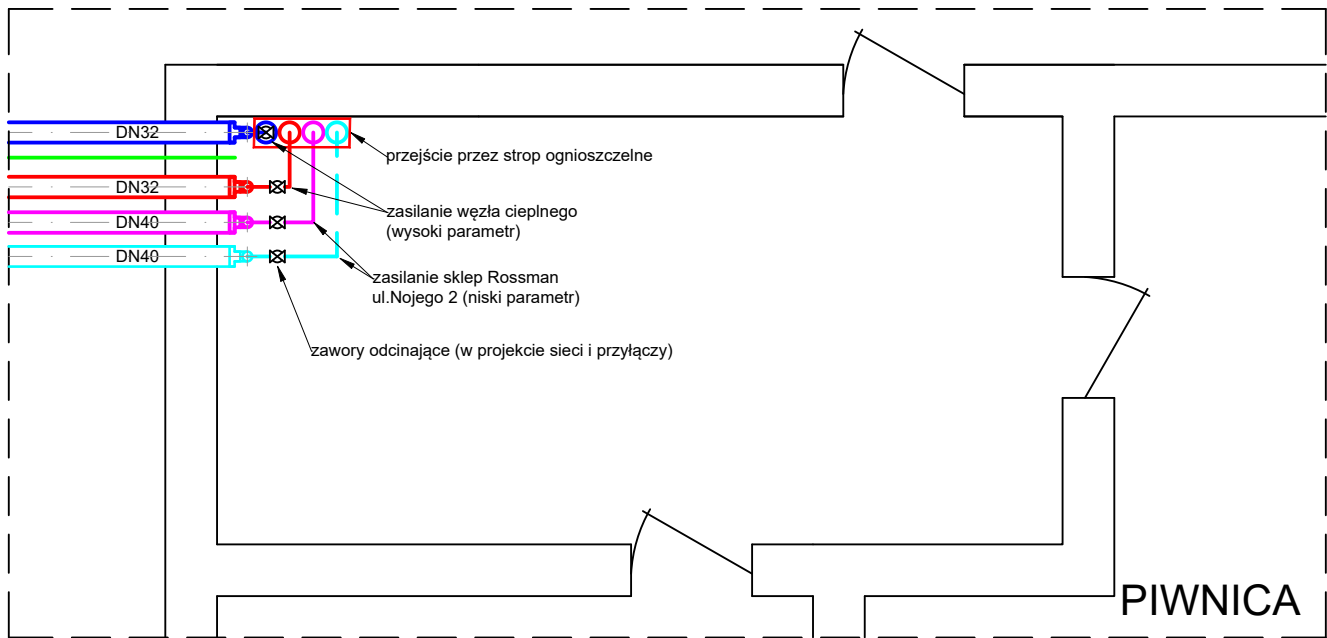 DN32
przejście przez strop ognioszczelne
DN32
zasilanie węzła cieplnego
(wysoki parametr)
DN40
DN40
zasilanie sklep Rossman
ul.Nojego 2 (niski parametr)
zawory odcinające (w projekcie sieci i przyłączy)
PIWNICA